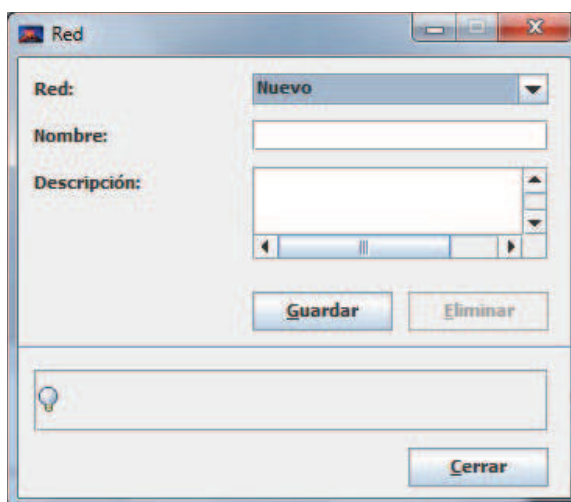 Red
Red: Nuevo
Nombre:
Descripción:
Guardar Eliminar
Cerrar